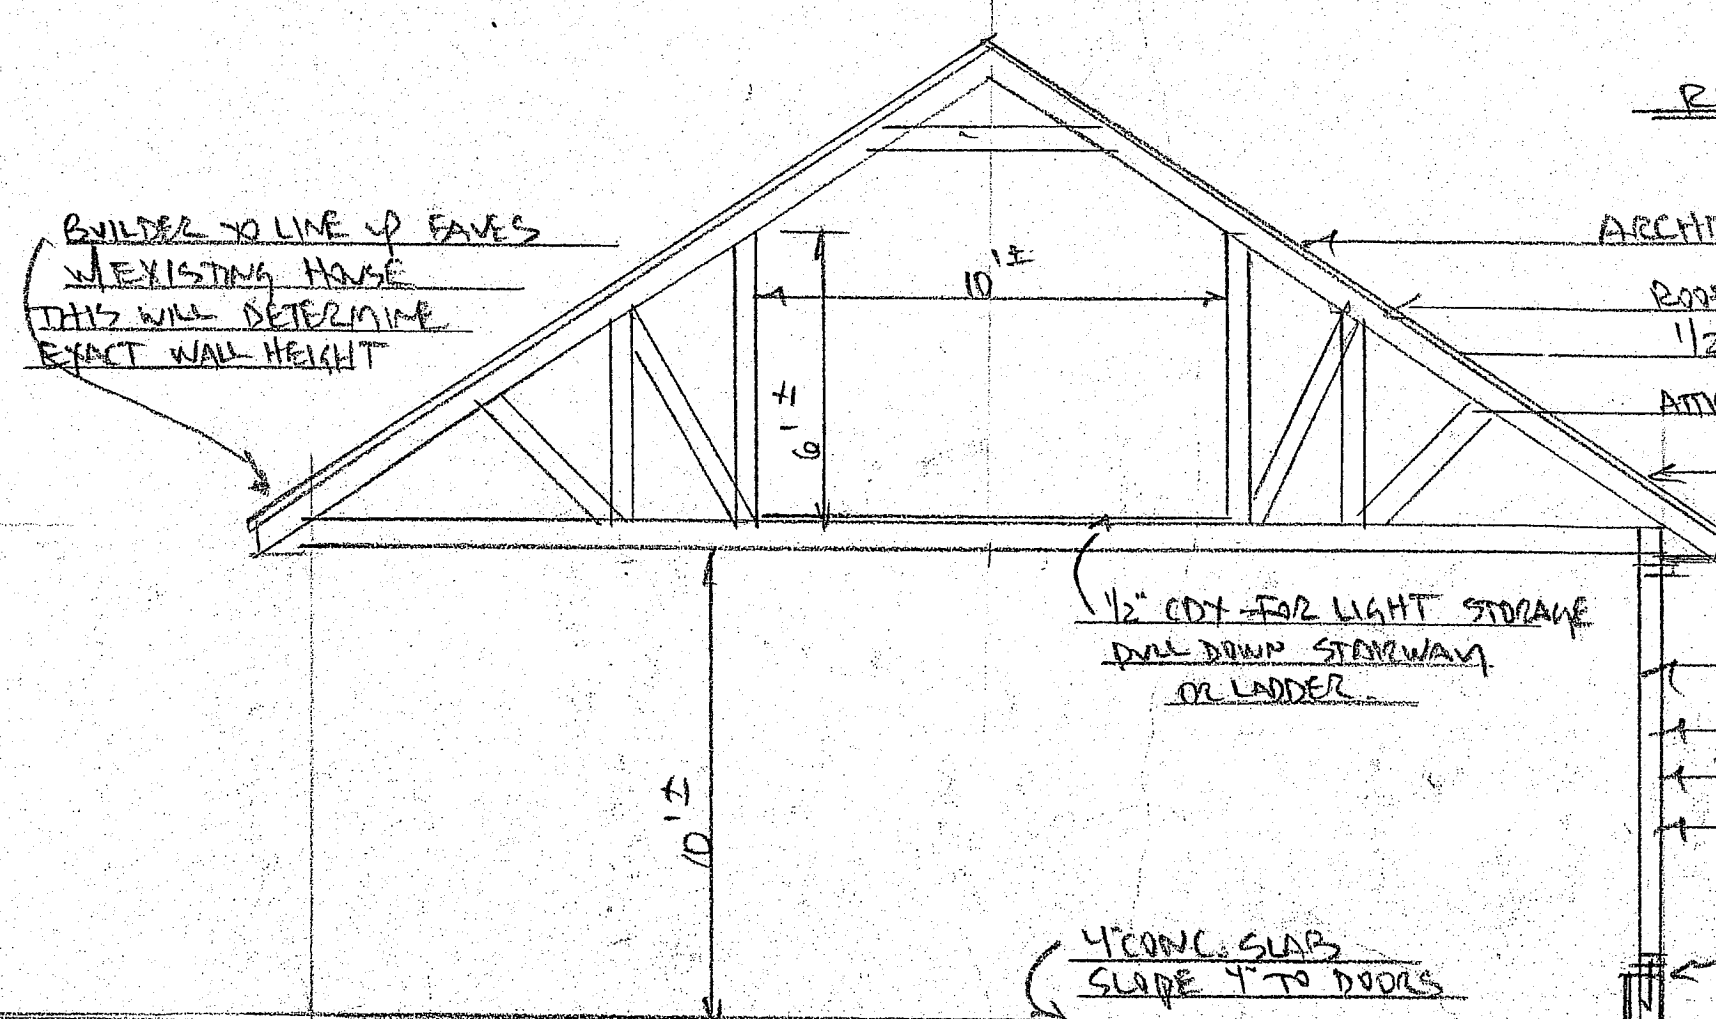 BUILDER TO LINE UP EAVES
W/EXISTING HOUSE
THIS WILL DETERMINE
EXACT WALL HEIGHT
R
ARCHI
10'±
ROO
1/2
6'±
1/2" CDX FOR LIGHT STORAGE
PULL DOWN STAIRWAY
OR LADDER
10'±
4" CONC. SLAB
SLOPE 4" TO DOORS